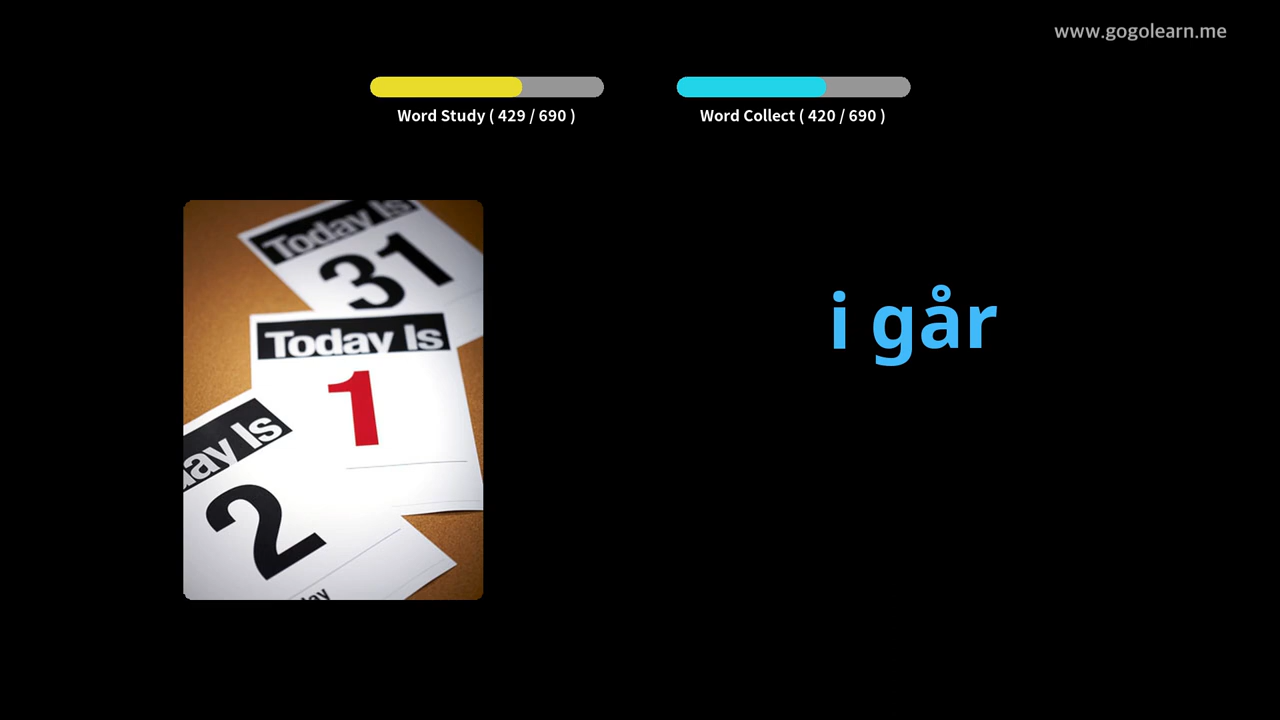 www.gogolearn.me
Word Study ( 429 / 690 )
Word Collect ( 420 / 690 )
Today Is
31
Today Is
1
i går
ay Is
2
ay